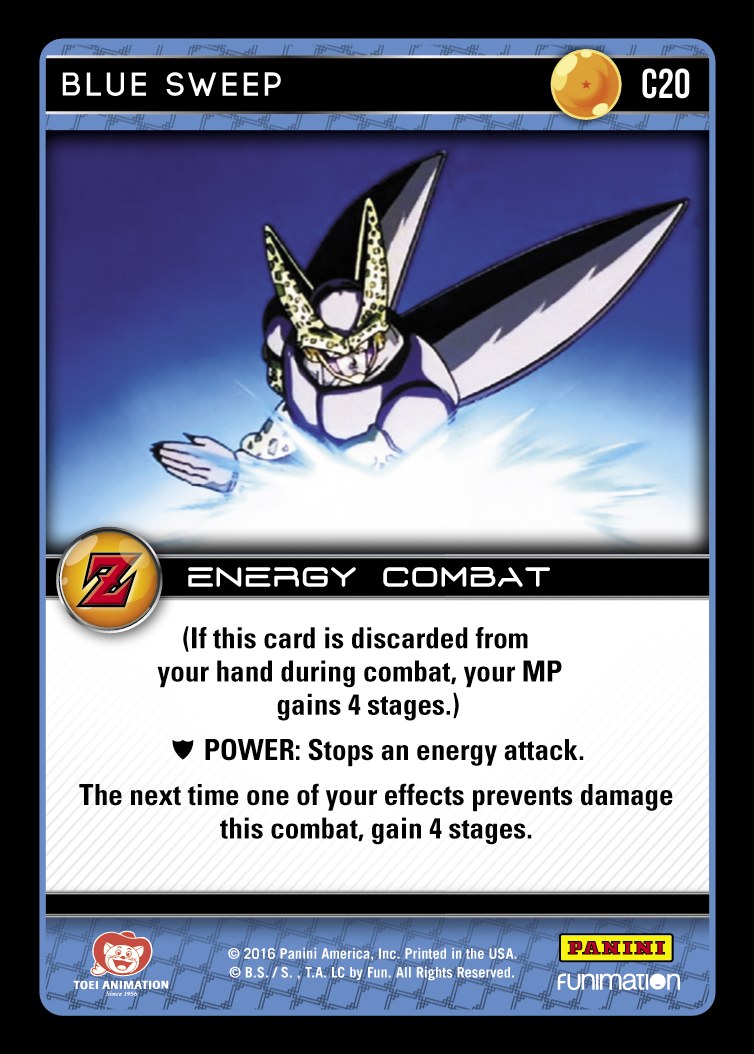 BLUE SWEEP
C20
Z
ENERGY COMBAT
(If this card is discarded from
your hand during combat, your MP
gains 4 stages.)
POWER: Stops an energy attack.
The next time one of your effects prevents damage
this combat, gain 4 stages.
TOEI ANIMATION
Since 1956
© 2016 Panini America, Inc. Printed in the USA.
© B.S. / S. , T.A. LC by Fun. All Rights Reserved.
PANINI
FUNimation